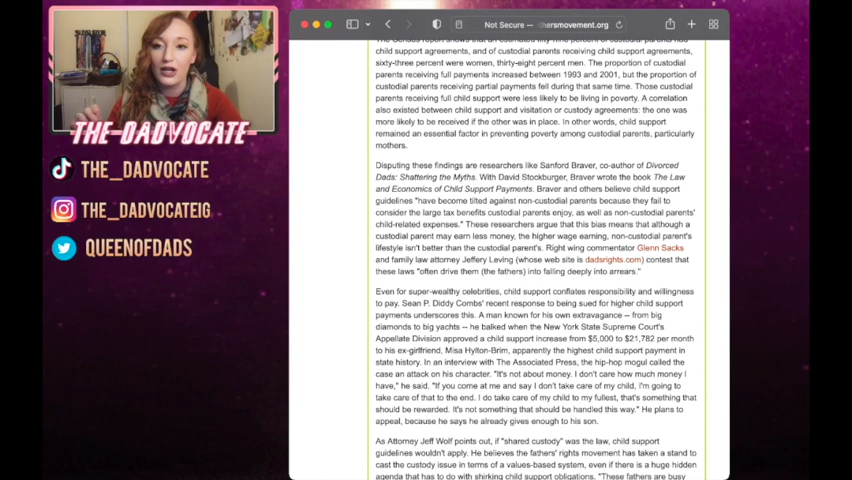 Not Secure — thersmovement.org
THE DADVOCATE
THE__DADVOCATE
THE_DADVOCATEIG
QUEENOFDADS
child support agreements, and of custodial parents receiving child support agreements,
sixty-three percent were women, thirty-eight percent men. The proportion of custodial
parents receiving full payments increased between 1993 and 2001, but the proportion of
custodial parents receiving partial payments fell during that same time. Those custodial
parents receiving full child support were less likely to be living in poverty. A correlation
also existed between child support and visitation or custody agreements: the one was
more likely to be received if the other was in place. In other words, child support
remained an essential factor in preventing poverty among custodial parents, particularly
mothers.
Disputing these findings are researchers like Sanford Braver, co-author of Divorced
Dads: Shattering the Myths. With David Stockburger, Braver wrote the book The Law
and Economics of Child Support Payments. Braver and others believe child support
guidelines "have become tilted against non-custodial parents because they fail to
consider the large tax benefits custodial parents enjoy, as well as non-custodial parents'
child-related expenses." These researchers argue that this bias means that although a
custodial parent may earn less money, the higher wage earning, non-custodial parent's
lifestyle isn't better than the custodial parent's. Right wing commentator Glenn Sacks
and family law attorney Jeffery Leving (whose web site is dadsrights.com) contest that
these laws "often drive them (the fathers) into falling deeply into arrears."
Even for super-wealthy celebrities, child support conflates responsibility and willingness
to pay. Sean P. Diddy Combs' recent response to being sued for higher child support
payments underscores this. A man known for his own extravagance -- from big
diamonds to big yachts -- he balked when the New York State Supreme Court's
Appellate Division approved a child support increase from $5,000 to $21,782 per month
to his ex-girlfriend, Misa Hylton-Brim, apparently the highest child support payment in
state history. In an interview with The Associated Press, the hip-hop mogul called the
case an attack on his character. "It's not about money. I don't care how much money I
have," he said. "If you come at me and say I don't take care of my child, I'm going to
take care of that to the end. I do take care of my child to my fullest, that's something that
should be rewarded. It's not something that should be handled this way." He plans to
appeal, because he says he already gives enough to his son.
As Attorney Jeff Wolf points out, if "shared custody" was the law, child support
guidelines wouldn't apply. He believes the fathers' rights movement has taken a stand to
cast the custody issue in terms of a values-based system, even if there is a huge hidden
agenda that has to do with shirking child support obligations. "These fathers are busy